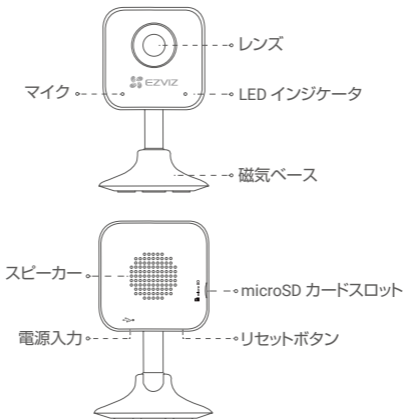 レンズ
EZVIZ
マイク
LED インジケータ
磁気ベース
スピーカー
microSD カードスロット
電源入力
リセットボタン